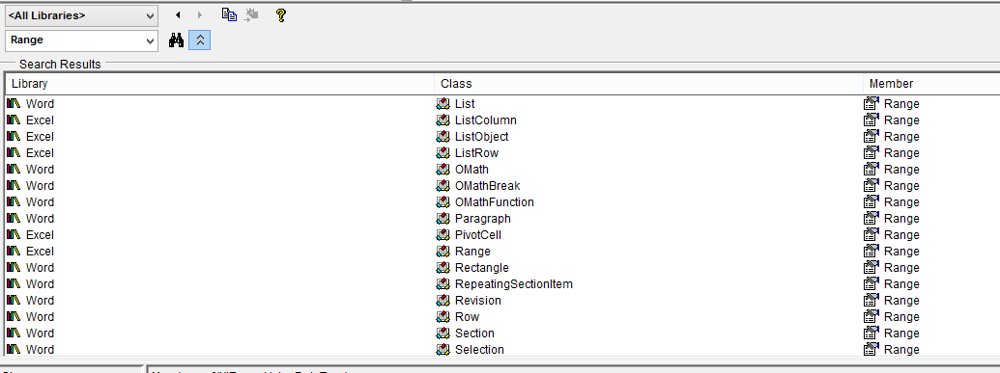 <All Libraries>
Range
Search Results
Library Class Member
Word List Range
Excel ListColumn Range
Excel ListObject Range
Excel ListRow Range
Word OMath Range
Word OMathBreak Range
Word OMathFunction Range
Word Paragraph Range
Excel PivotCell Range
Excel Range Range
Word Rectangle Range
Word RepeatingSectionItem Range
Word Revision Range
Word Row Range
Word Section Range
Word Selection Range